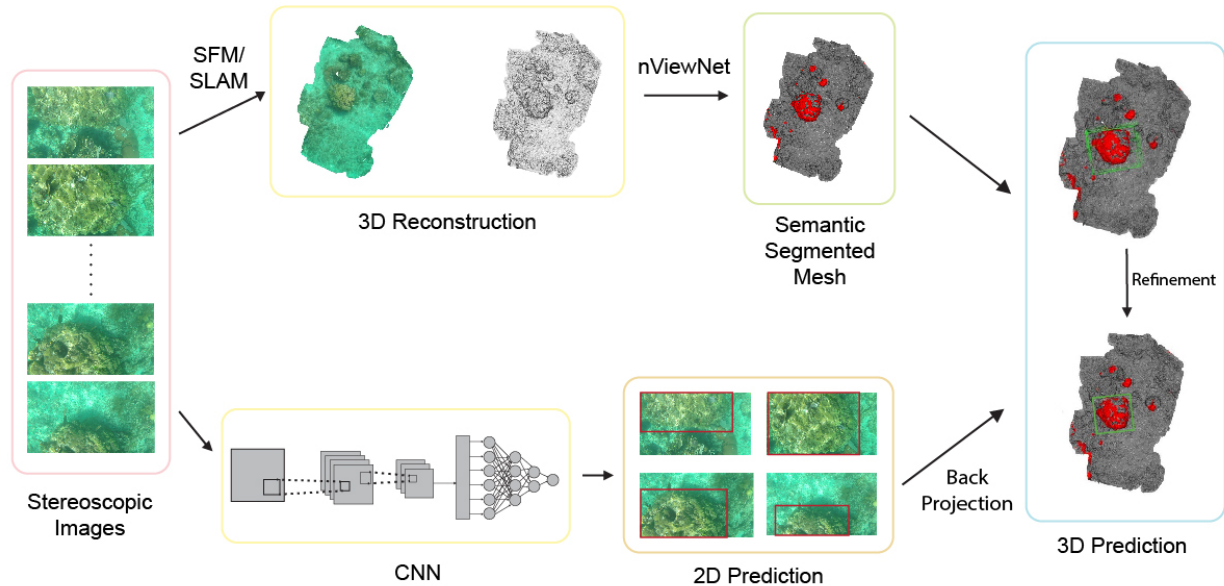 SFM/
SLAM
nViewNet
3D Reconstruction
Semantic
Segmented
Mesh
Refinement
Stereoscopic
Images
CNN
2D Prediction
Back
Projection
3D Prediction